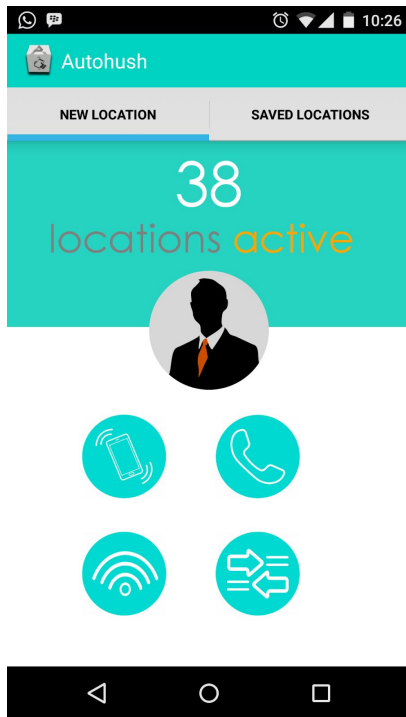 10:26
Autohush
NEW LOCATION
SAVED LOCATIONS
38
locations active